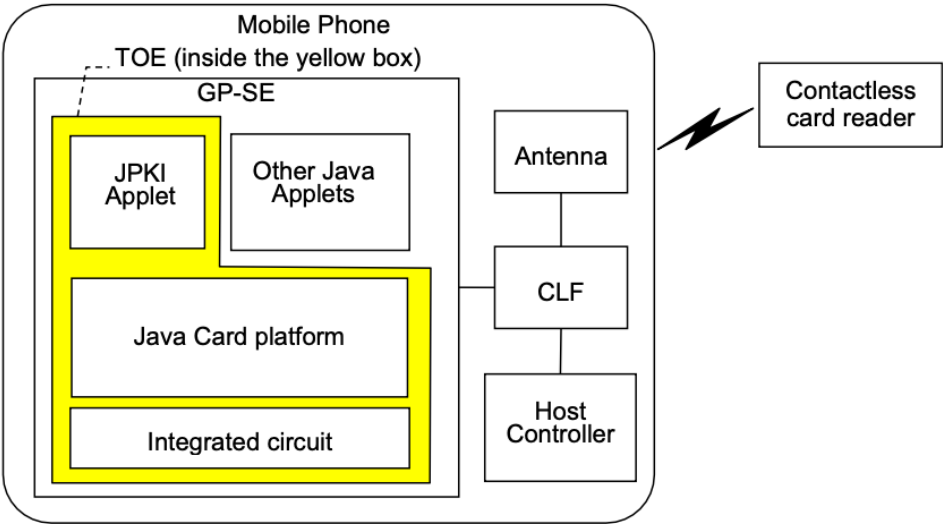 Mobile Phone
TOE (inside the yellow box)
GP-SE
JPKI
Applet
Other Java
Applets
Java Card platform
Integrated circuit
Antenna
CLF
Host
Controller
Contactless
card reader